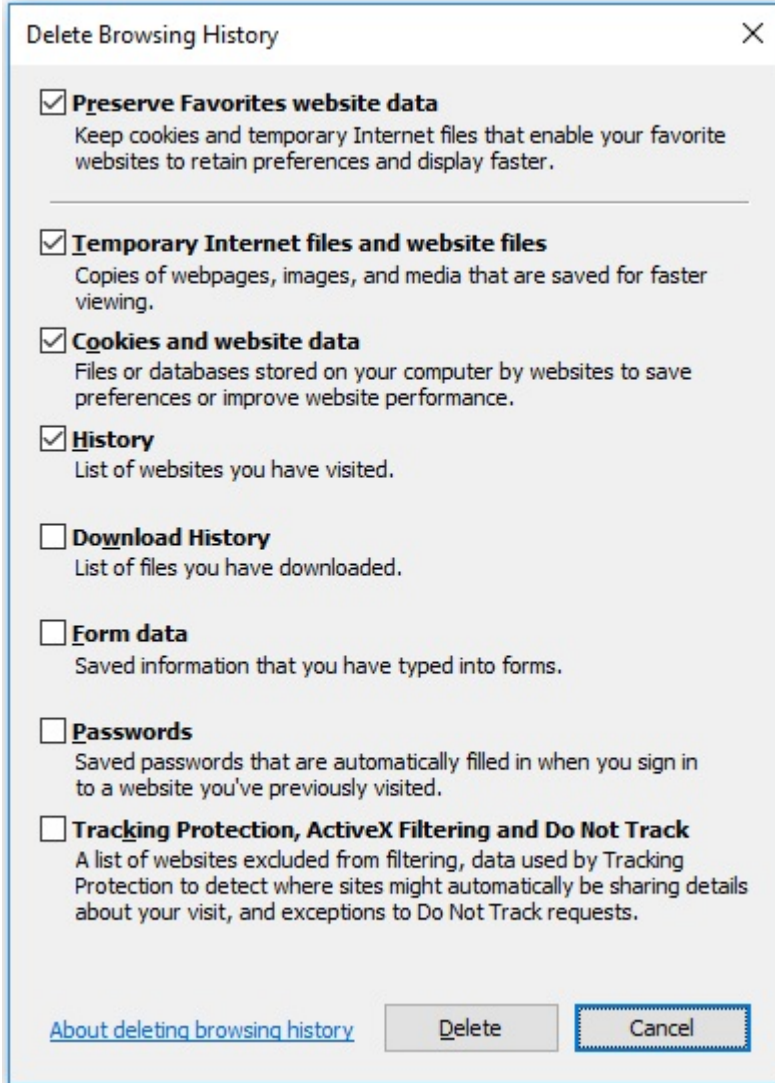 Delete Browsing History
Preserve Favorites website data
Keep cookies and temporary Internet files that enable your favorite
websites to retain preferences and display faster.
Temporary Internet files and website files
Copies of webpages, images, and media that are saved for faster
viewing.
Cookies and website data
Files or databases stored on your computer by websites to save
preferences or improve website performance.
History
List of websites you have visited.
Download History
List of files you have downloaded.
Form data
Saved information that you have typed into forms.
Passwords
Saved passwords that are automatically filled in when you sign in
to a website you've previously visited.
Tracking Protection, ActiveX Filtering and Do Not Track
A list of websites excluded from filtering, data used by Tracking
Protection to detect where sites might automatically be sharing details
about your visit, and exceptions to Do Not Track requests.
About deleting browsing history
Delete
Cancel